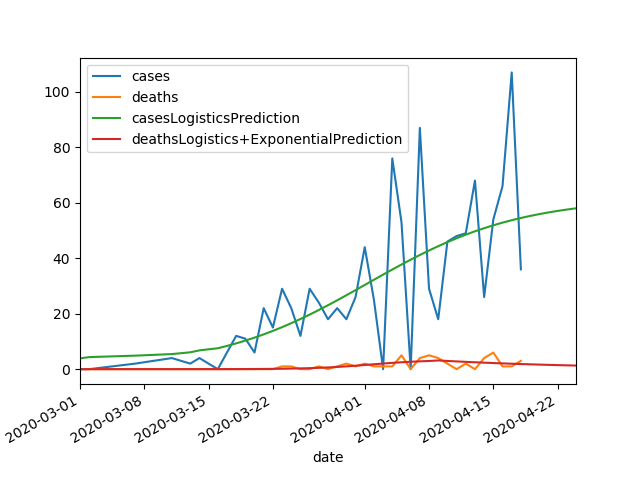 cases
deaths
casesLogisticsPrediction
deathsLogistics+ExponentialPrediction
100
80
60
40
20
0
2020-03-01
2020-03-08
2020-03-15
2020-03-22
2020-04-01
2020-04-08
2020-04-15
2020-04-22
date